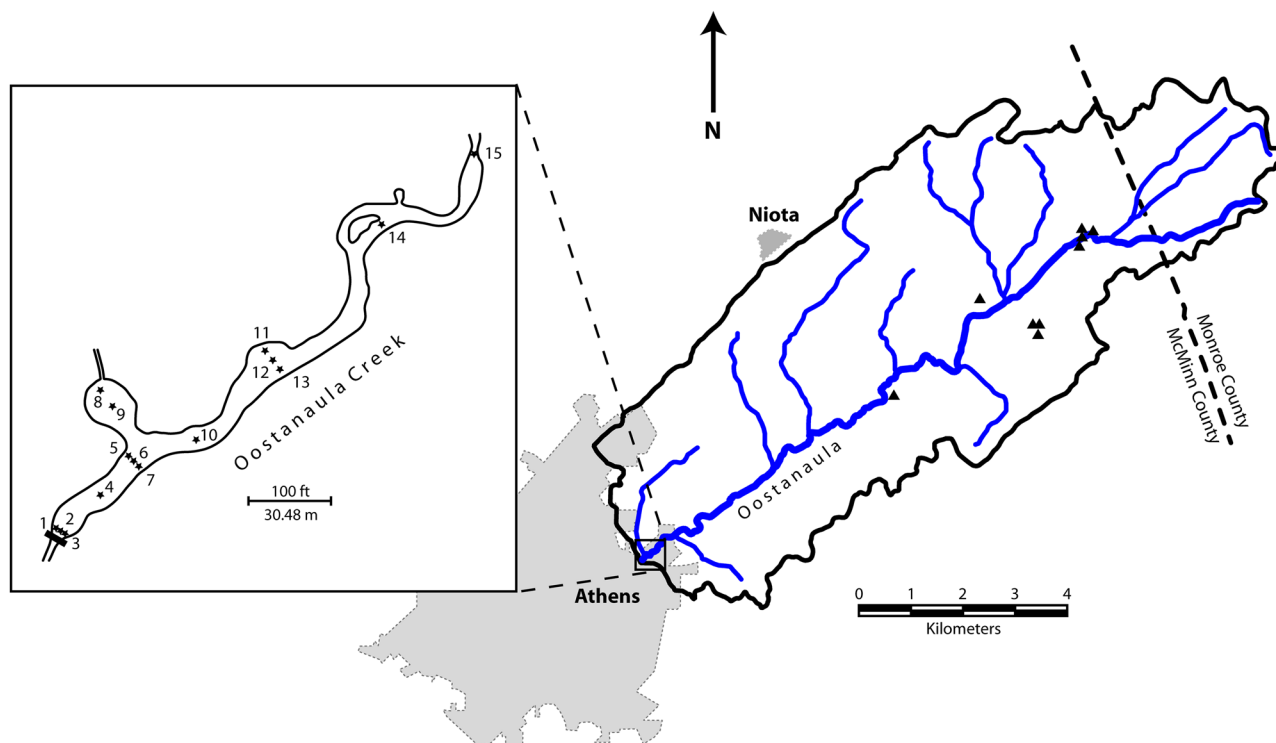 N
Niota
Monroe County
McMinn County
Oostanaula
Athens
0 1 2 3 4
Kilometers
15
14
11
12
13
8
9
10
5
6
7
4
1
2
3
Oostanaula Creek
100 ft
30.48 m